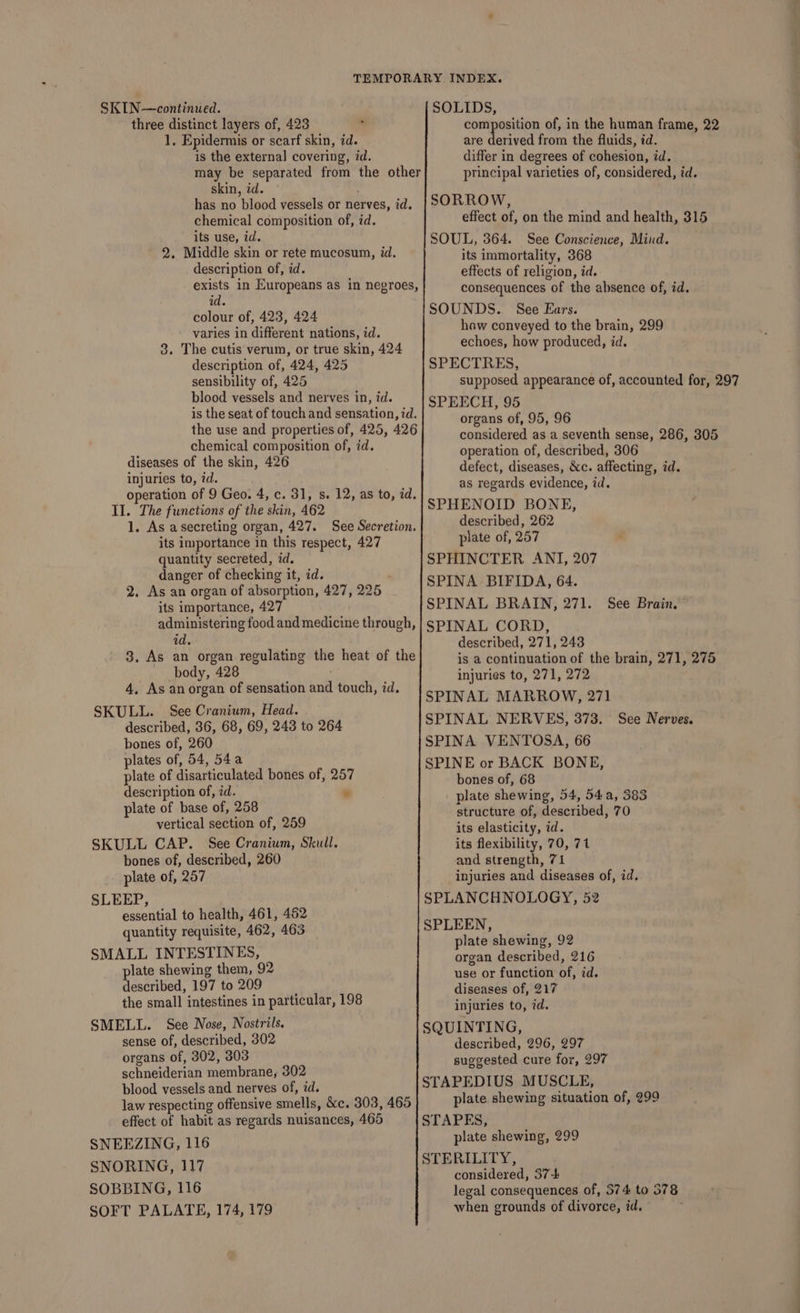 TEMPORARY INDEX.
SKIN—continued.
three distinct layers of, 423
1. Epidermis or scarf skin, id.
is the external covering, id.
may be separated from the other
skin, id.
has no blood vessels or nerves, id.
chemical composition of, id.
its use, id.
2. Middle skin or rete mucosum, id.
description of, id.
exists in Europeans as in negroes,
id.
colour of, 423, 424
varies in different nations, id.
3. The cutis verum, or true skin, 424
description of, 424, 425
sensibility of, 425
blood vessels and nerves in, id.
is the seat of touch and sensation, id.
the use and properties of, 425, 426
chemical composition of, id.
diseases of the skin, 426
injuries to, id.
operation of 9 Geo. 4, c. 31, s. 12, as to, id.
II. The functions of the skin, 462
1. As a secreting organ, 427. See Secretion.
its importance in this respect, 427
quantity secreted, id.
danger of checking it, id.
2. As an organ of absorption, 427, 225
its importance, 427
administering food and medicine through,
id.
3. As an organ regulating the heat of the
body, 428
4. As an organ of sensation and touch, id.
SKULL. See Cranium, Head.
described, 36, 68, 69, 243 to 264
bones of, 260
plates of, 54, 54 a
plate of disarticulated bones of, 257
description of, id.
plate of base of, 258
vertical section of, 259
SKULL CAP. See Cranium, Skull.
bones of, described, 260
plate of, 257
SLEEP,
essential to health, 461, 462
quantity requisite, 462, 463
SMALL INTESTINES,
plate shewing them, 92
described, 197 to 209
the small intestines in particular, 198
SMELL. See Nose, Nostrils.
sense of, described, 302
organs of, 302, 303
schneiderian membrane, 302
blood vessels and nerves of, id.
law respecting offensive smells, &c. 303, 465
effect of habit as regards nuisances, 465
SNEEZING, 116
SNORING, 117
SOBBING, 116
SOFT PALATE, 174, 179
SOLIDS,
composition of, in the human frame, 22
are derived from the fluids, id.
differ in degrees of cohesion, id.
principal varieties of, considered, id.
SORROW,
effect of, on the mind and health, 315
SOUL, 364. See Conscience, Mind.
its immortality, 368
effects of religion, id.
consequences of the absence of, id.
SOUNDS. See Ears.
how conveyed to the brain, 299
echoes, how produced, id.
SPECTRES,
supposed appearance of, accounted for, 297
SPEECH, 95
organs of, 95, 96
considered as a seventh sense, 286, 305
operation of, described, 306
defect, diseases, &c. affecting, id.
as regards evidence, id.
SPHENOID BONE,
described, 262
plate of, 257
SPHINCTER ANI, 207
SPINA BIFIDA, 64.
SPINAL BRAIN, 271. See Brain.
SPINAL CORD,
described, 271, 243
is a continuation of the brain, 271, 275
injuries to, 271, 272
SPINAL MARROW, 271
SPINAL NERVES, 373. See Nerves.
SPINA VENTOSA, 66
SPINE or BACK BONE,
bones of, 68
plate shewing, 54, 54 a, 383
structure of, described, 70
its elasticity, id.
its flexibility, 70, 71
and strength, 71
injuries and diseases of, id.
SPLANCHNOLOGY, 52
SPLEEN,
plate shewing, 92
organ described, 216
use or function of, id.
diseases of, 217
injuries to, id.
SQUINTING,
described, 296, 297
suggested cure for, 297
STAPEDIUS MUSCLE,
plate shewing situation of, 299
STAPES,
plate shewing, 299
STERILITY,
considered, 374
legal consequences of, 374 to 378
when grounds of divorce, id.